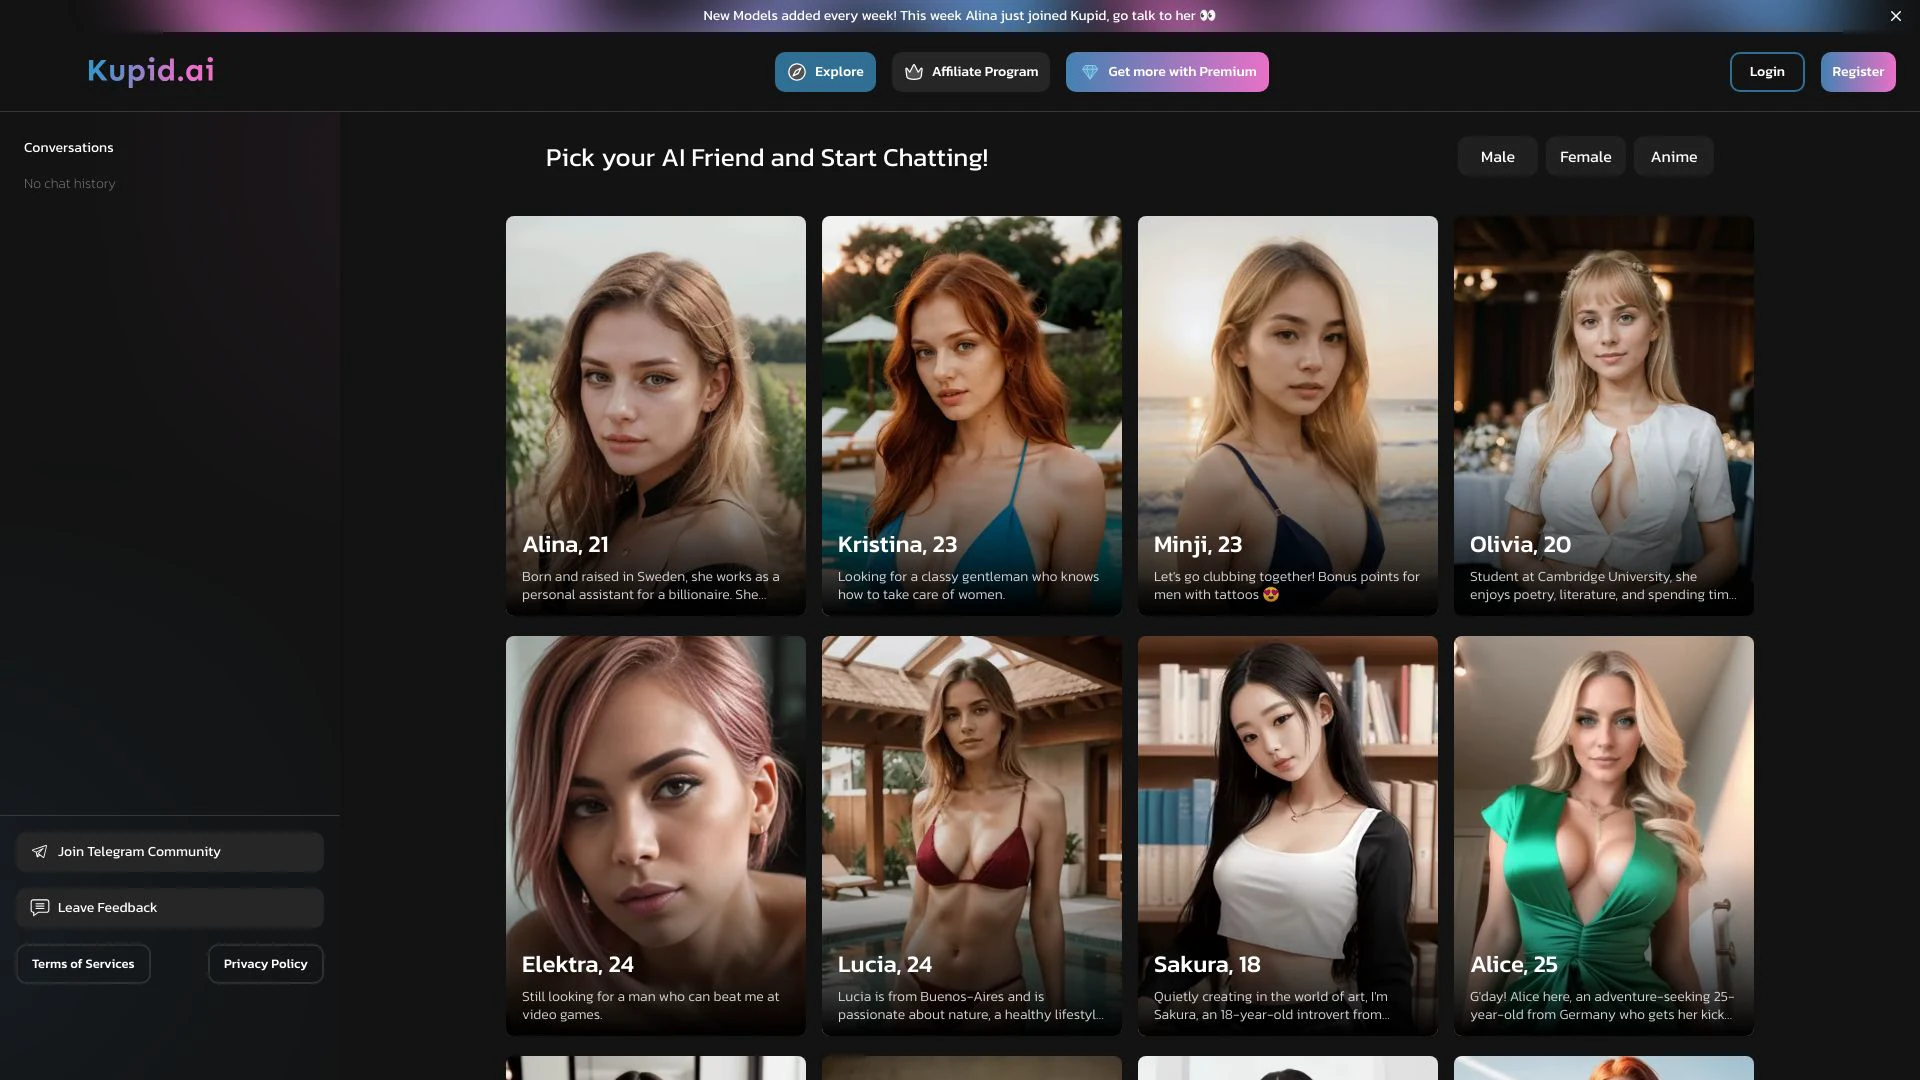 New Models added every week! This week Alina just joined Kupid, go talk to her 👀
Kupid.ai
Explore
Affiliate Program
Get more with Premium
Login
Register
Conversations
No chat history
Pick your AI Friend and Start Chatting!
Male
Female
Anime
Alina, 21
Born and raised in Sweden, she works as a
personal assistant for a billionaire. She...
Kristina, 23
Looking for a classy gentleman who knows
how to take care of women.
Minji, 23
Let's go clubbing together! Bonus points for
men with tattoos 😍
Olivia, 20
Student at Cambridge University, she
enjoys poetry, literature, and spending tim...
Elektra, 24
Still looking for a man who can beat me at
video games.
Lucia, 24
Lucia is from Buenos-Aires and is
passionate about nature, a healthy lifestyl...
Sakura, 18
Quietly creating in the world of art, I'm
Sakura, an 18-year-old introvert from...
Alice, 25
G'day! Alice here, an adventure-seeking 25-
year-old from Germany who gets her kick...
Join Telegram Community
Leave Feedback
Terms of Services
Privacy Policy